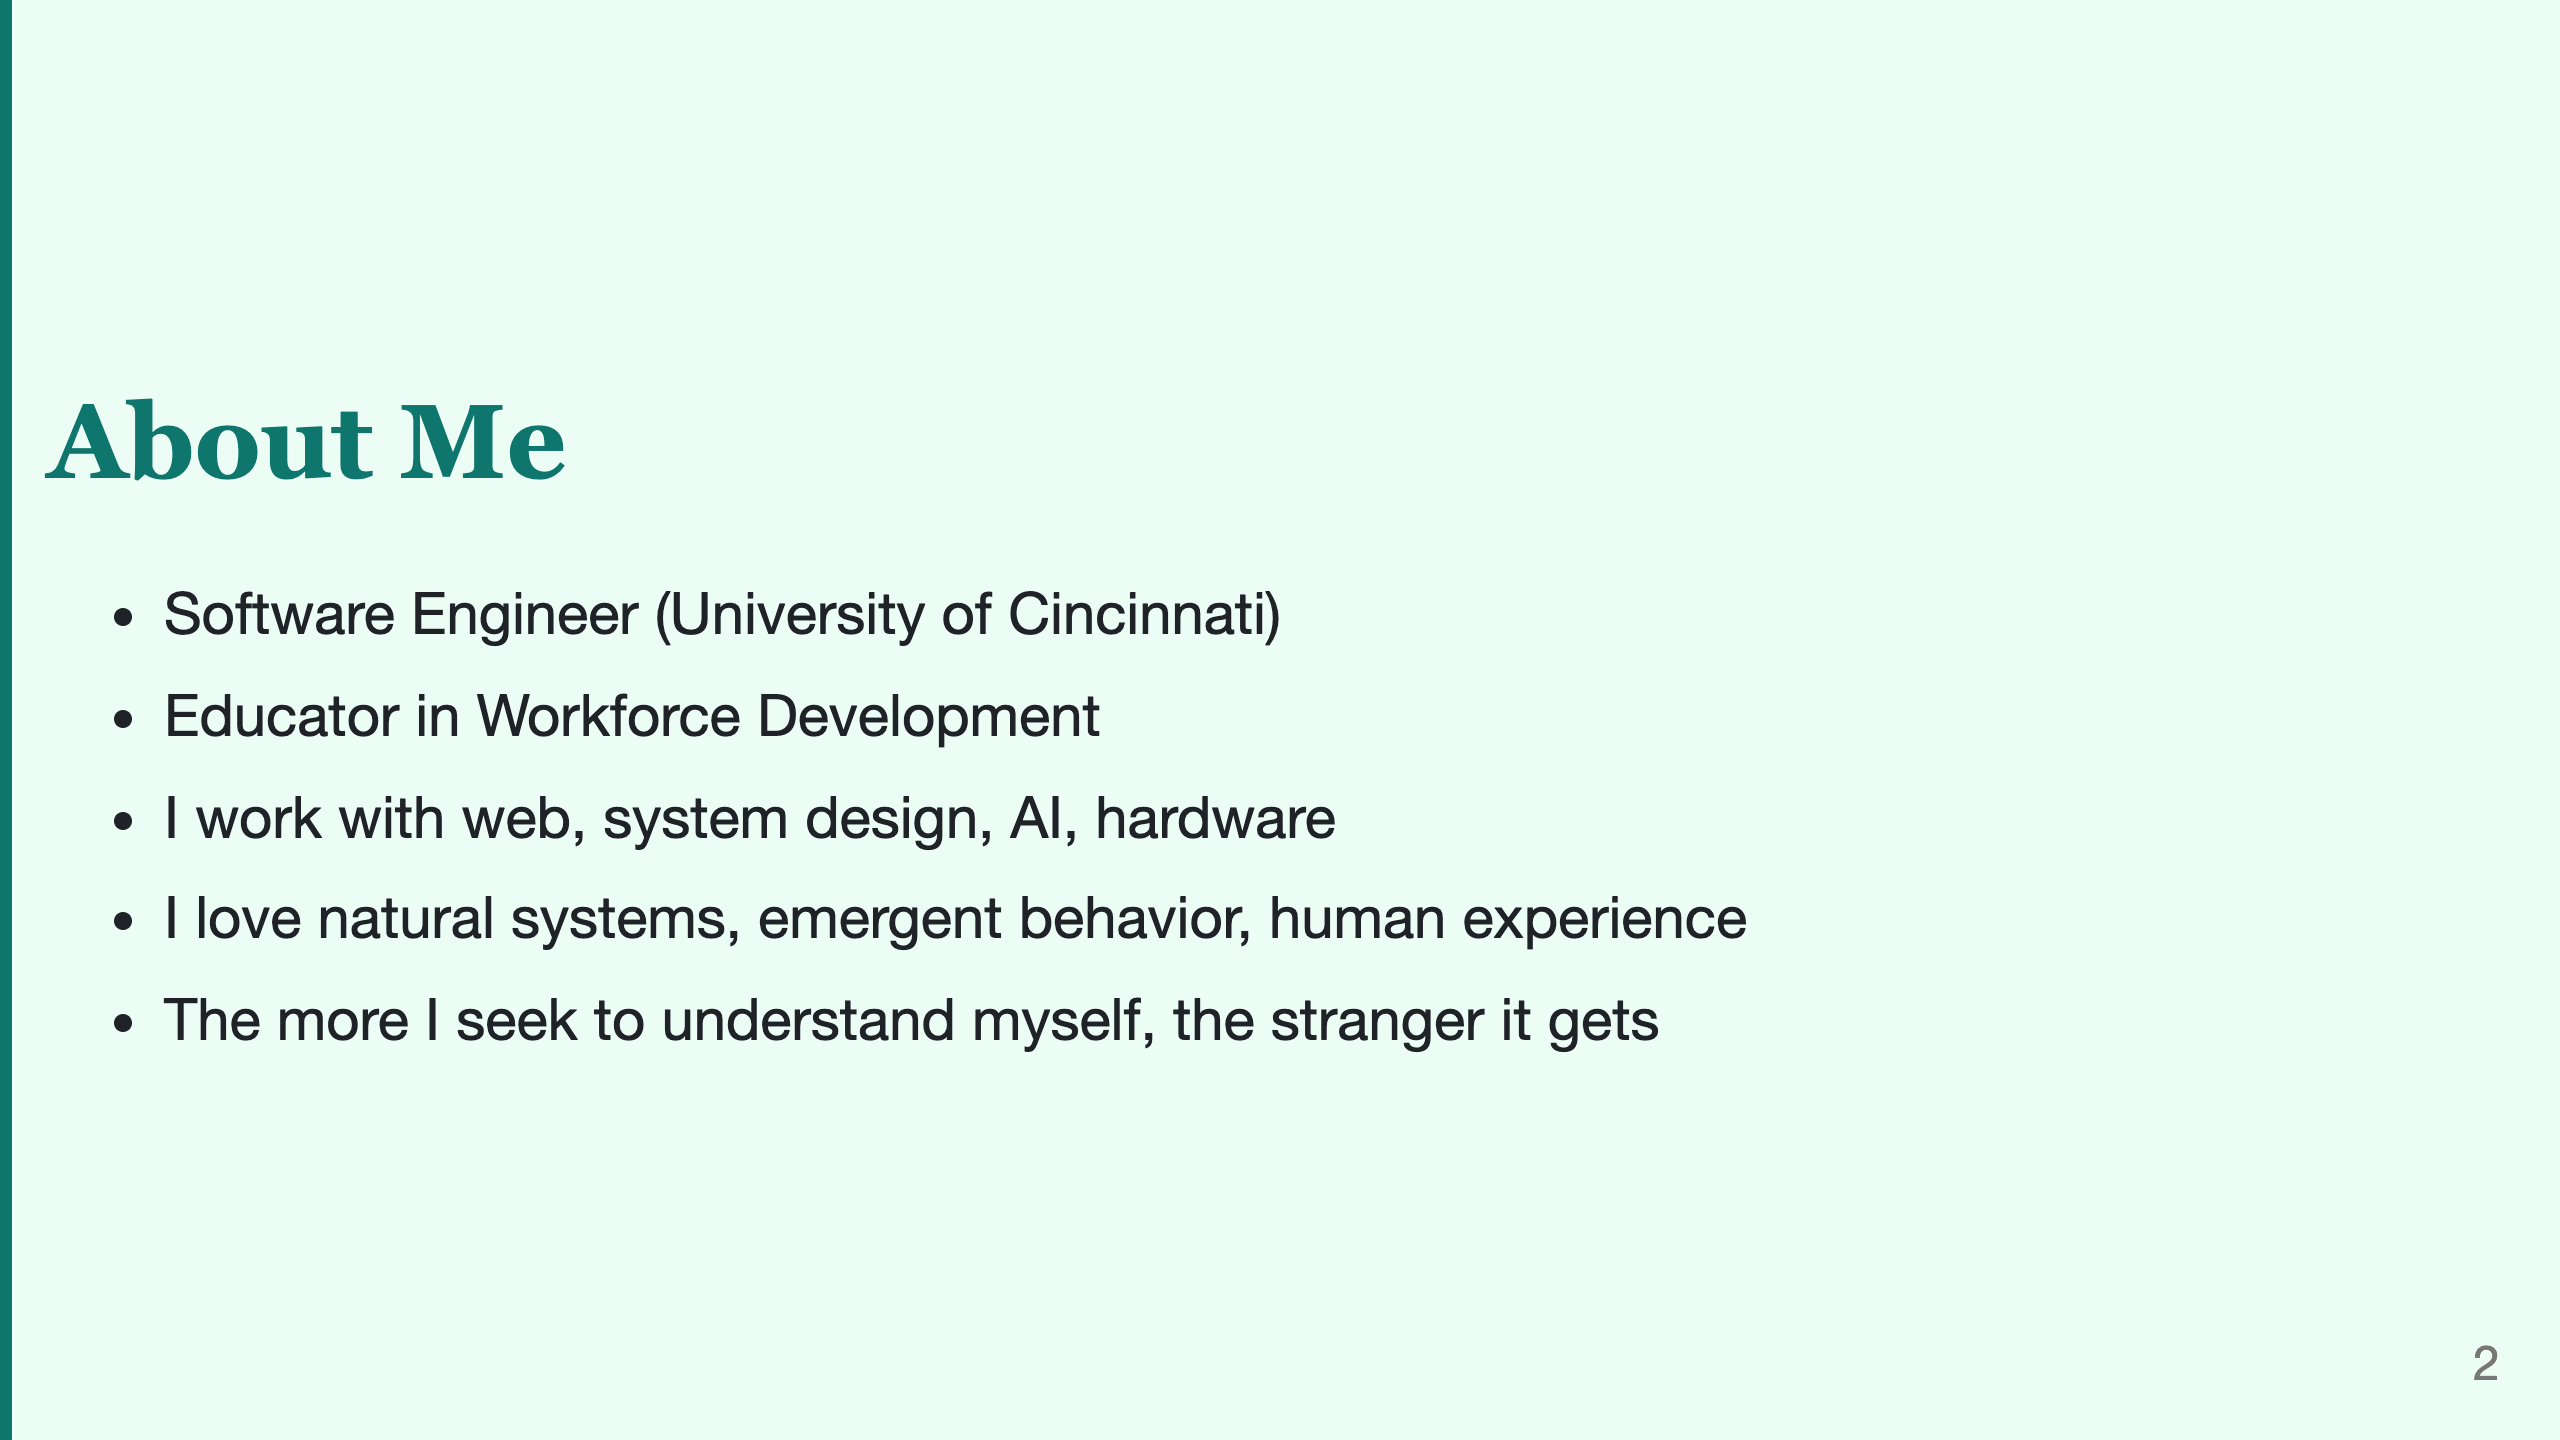 About Me
• Software Engineer (University of Cincinnati)
• Educator in Workforce Development
• I work with web, system design, AI, hardware
• I love natural systems, emergent behavior, human experience
• The more I seek to understand myself, the stranger it gets
2